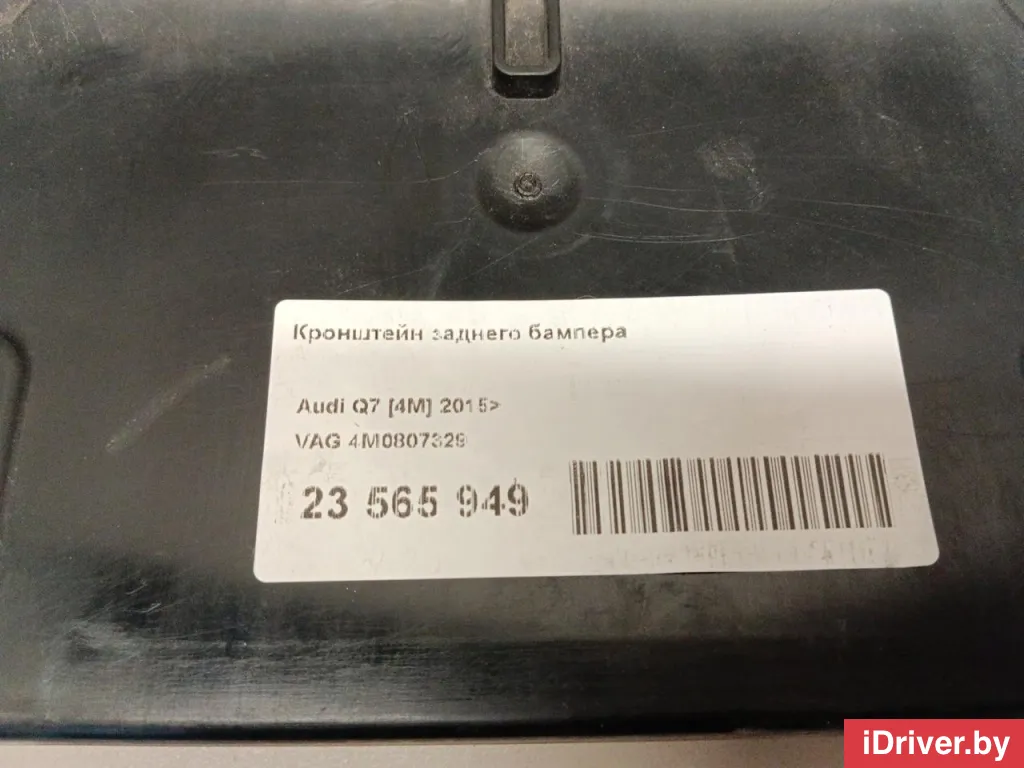 Кронштейн заднего бампера
Audi Q7 [4M] 2015>
VAG 4M0807329
23 565 949
iDriver.by